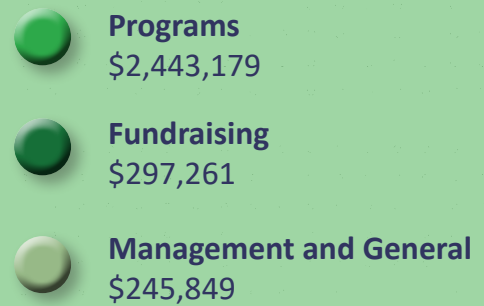 Programs
$2,443,179
Fundraising
$297,261
Management and General
$245,849